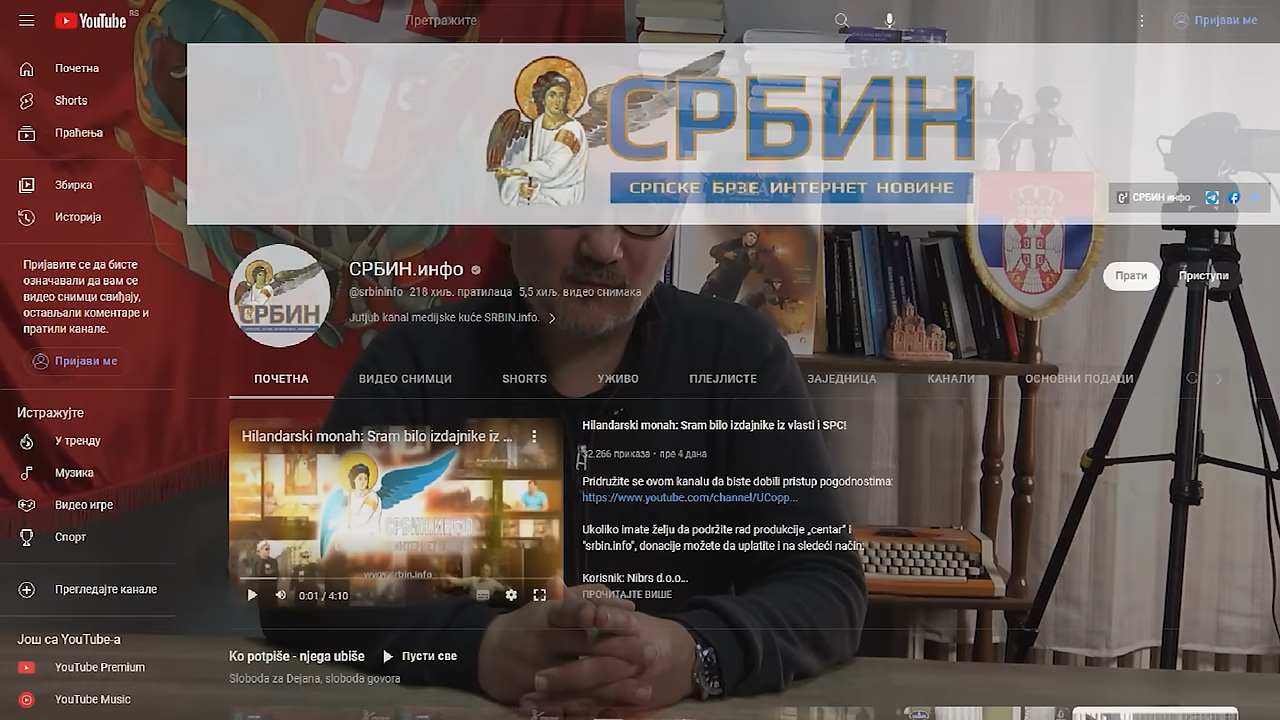 YouTube RS
Претражите
Пријави ме
Почетна
Shorts
Праћења
Збирка
Историја
Пријавите се да бисте
означавали да вам се
видео снимци свиђају,
остављали коментаре и
пратили канале.
Пријави ме
Истражујте
У тренду
Музика
Видео игре
Спорт
Прегледајте канале
Још са YouTube-а
YouTube Premium
YouTube Music
СРБИН
СРПСКЕ БРЗЕ ИНТЕРНЕТ НОВИНЕ
СРБИН инфо
СРБИН
СРБИН.инфо
@srbininfo 218 хиљ. пратилаца 5,5 хиљ. видео снимака
Jutjub kanal medijske kuće SRBIN.info.
Прати
Приступи
ПОЧЕТНА
ВИДЕО СНИМЦИ
SHORTS
УЖИВО
ПЛЕЈЛИСТЕ
ЗАЈЕДНИЦА
КАНАЛИ
ОСНОВНИ ПОДАЦИ
Hilandarski monah: Sram bilo izdajnike iz ...
СРБИН.ИНФО
www.srbin.info
0:01 / 4:10
Hilandarski monah: Sram bilo izdajnike iz vlasti i SPC!
32.266 приказа • пре 4 дана
Pridružite se ovom kanalu da biste dobili pristup pogodnostima:
https://www.youtube.com/channel/UCopp...
Ukoliko imate želju da podržite rad produkcije „centar" i
"srbin.info", donacije možete da uplatite i na sledeći način:
Korisnik: Nibrs d.o.o...
ПРОЧИТАЈТЕ ВИШЕ
Ko potpiše - njega ubiše
Пусти све
Sloboda za Dejana, sloboda govora